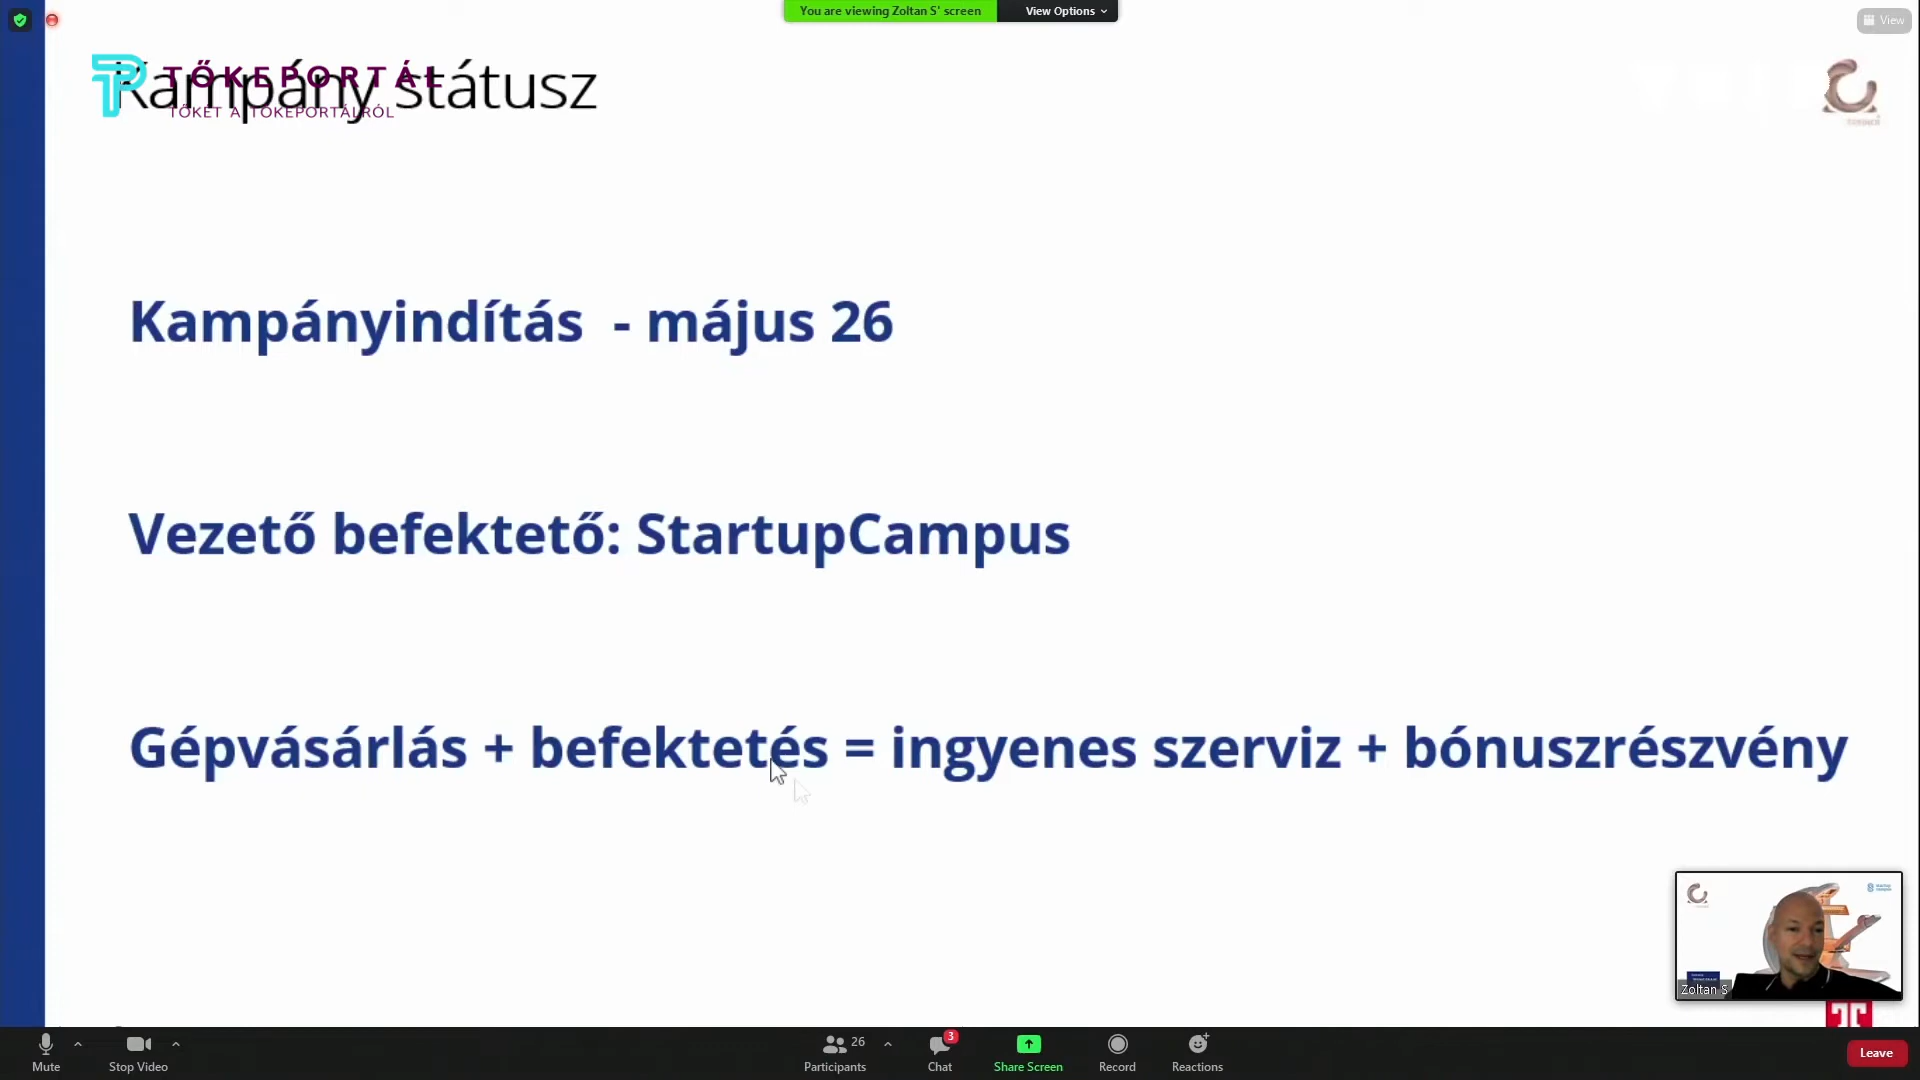 You are viewing Zoltan S' screen
View Options
View
TŐKEPORTÁL
TŐKÉT A TŐKEPORTÁLRÓL
Kampány státusz
Kampányindítás - május 26
Vezető befektető: StartupCampus
Gépvásárlás + befektetés = ingyenes szerviz + bónuszrészvény
Zoltan S
Mute
Stop Video
26
Participants
3
Chat
Share Screen
Record
Reactions
Leave